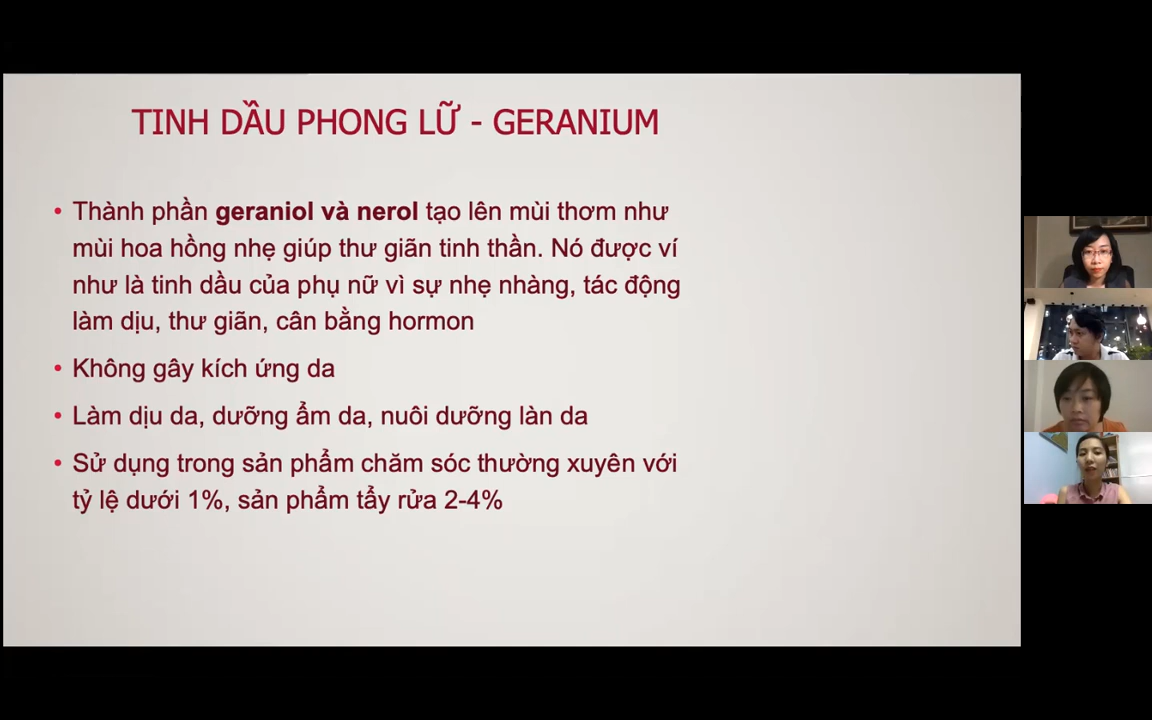 TINH DẦU PHONG LỮ - GERANIUM
• Thành phần geraniol và nerol tạo lên mùi thơm như
mùi hoa hồng nhẹ giúp thư giãn tinh thần. Nó được ví
như là tinh dầu của phụ nữ vì sự nhẹ nhàng, tác động
làm dịu, thư giãn, cân bằng hormon
• Không gây kích ứng da
• Làm dịu da, dưỡng ẩm da, nuôi dưỡng làn da
• Sử dụng trong sản phẩm chăm sóc thường xuyên với
tỷ lệ dưới 1%, sản phẩm tẩy rửa 2-4%